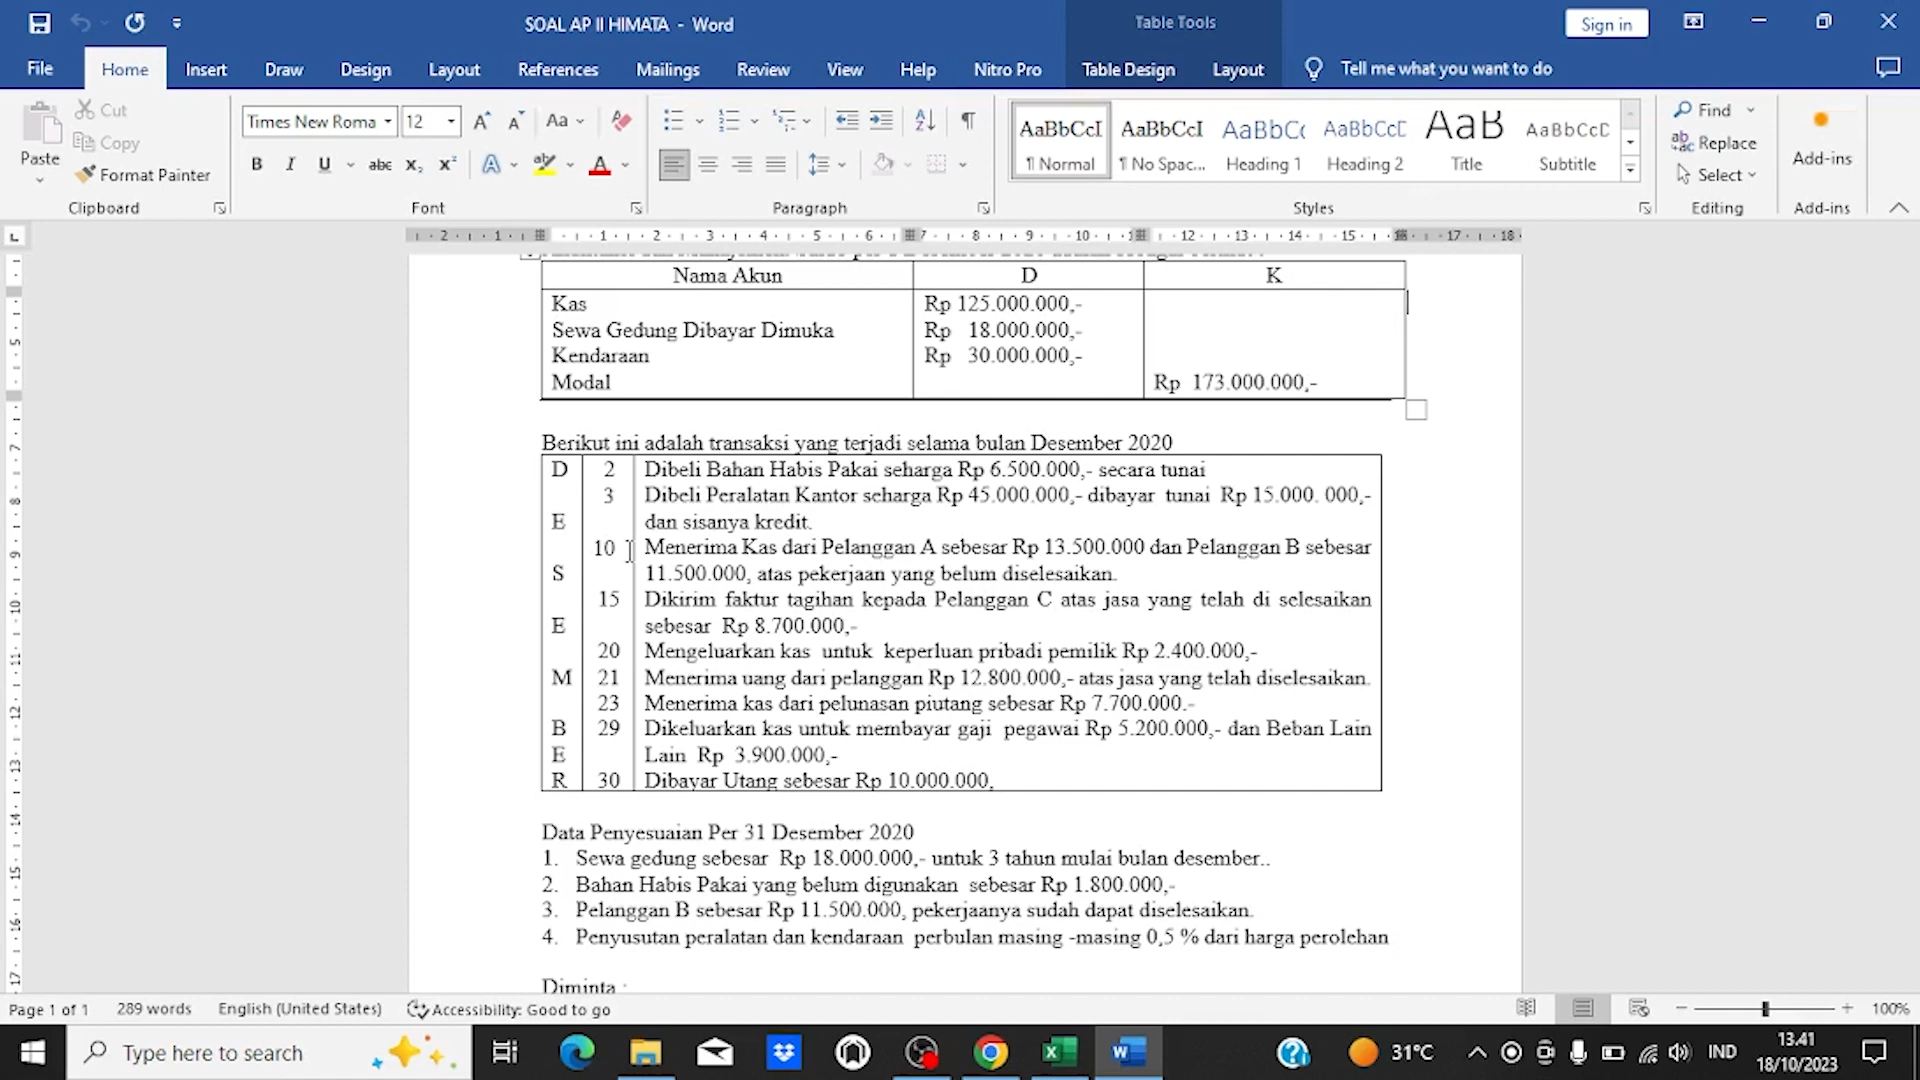 SOAL AP II HIMATA - Word
Table Tools
Sign in
File Home Insert Draw Design Layout References Mailings Review View Help Nitro Pro Table Design Layout Tell me what you want to do
Paste
Cut
Copy
Format Painter
Clipboard
Times New Roma
12
Font
Paragraph
AaBbCcI
¶ Normal
AaBbCcI
¶ No Spac...
AaBbCc
Heading 1
AaBbCcD
Heading 2
AaB
Title
AaBbCcD
Subtitle
Styles
Find
Replace
Select
Editing
Add-ins
Add-ins
Nama Akun D K
Kas Rp 125.000.000,-
Sewa Gedung Dibayar Dimuka Rp 18.000.000,-
Kendaraan Rp 30.000.000,-
Modal Rp 173.000.000,-
Berikut ini adalah transaksi yang terjadi selama bulan Desember 2020
D 2 Dibeli Bahan Habis Pakai seharga Rp 6.500.000,- secara tunai
3 Dibeli Peralatan Kantor seharga Rp 45.000.000,- dibayar tunai Rp 15.000. 000,-
E dan sisanya kredit.
10 Menerima Kas dari Pelanggan A sebesar Rp 13.500.000 dan Pelanggan B sebesar
S 11.500.000, atas pekerjaan yang belum diselesaikan.
15 Dikirim faktur tagihan kepada Pelanggan C atas jasa yang telah di selesaikan
E sebesar Rp 8.700.000,-
20 Mengeluarkan kas untuk keperluan pribadi pemilik Rp 2.400.000,-
M 21 Menerima uang dari pelanggan Rp 12.800.000,- atas jasa yang telah diselesaikan.
23 Menerima kas dari pelunasan piutang sebesar Rp 7.700.000.-
B 29 Dikeluarkan kas untuk membayar gaji pegawai Rp 5.200.000,- dan Beban Lain
E Lain Rp 3.900.000,-
R 30 Dibayar Utang sebesar Rp 10.000.000,
Data Penyesuaian Per 31 Desember 2020
1. Sewa gedung sebesar Rp 18.000.000,- untuk 3 tahun mulai bulan desember..
2. Bahan Habis Pakai yang belum digunakan sebesar Rp 1.800.000,-
3. Pelanggan B sebesar Rp 11.500.000, pekerjaanya sudah dapat diselesaikan.
4. Penyusutan peralatan dan kendaraan perbulan masing -masing 0,5 % dari harga perolehan
Diminta :
Page 1 of 1 289 words English (United States) Accessibility: Good to go 100%
Type here to search
31°C
IND
13.41
18/10/2023